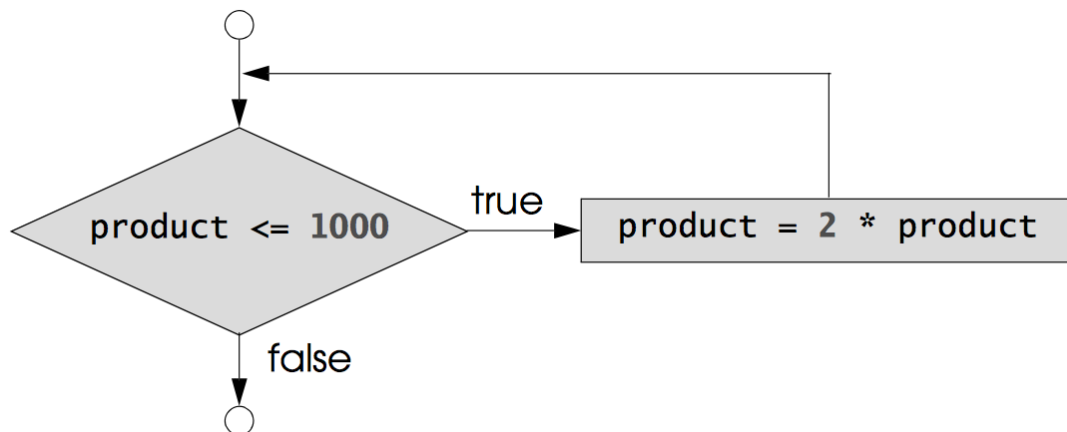 true
product <= 1000
product = 2 * product
false